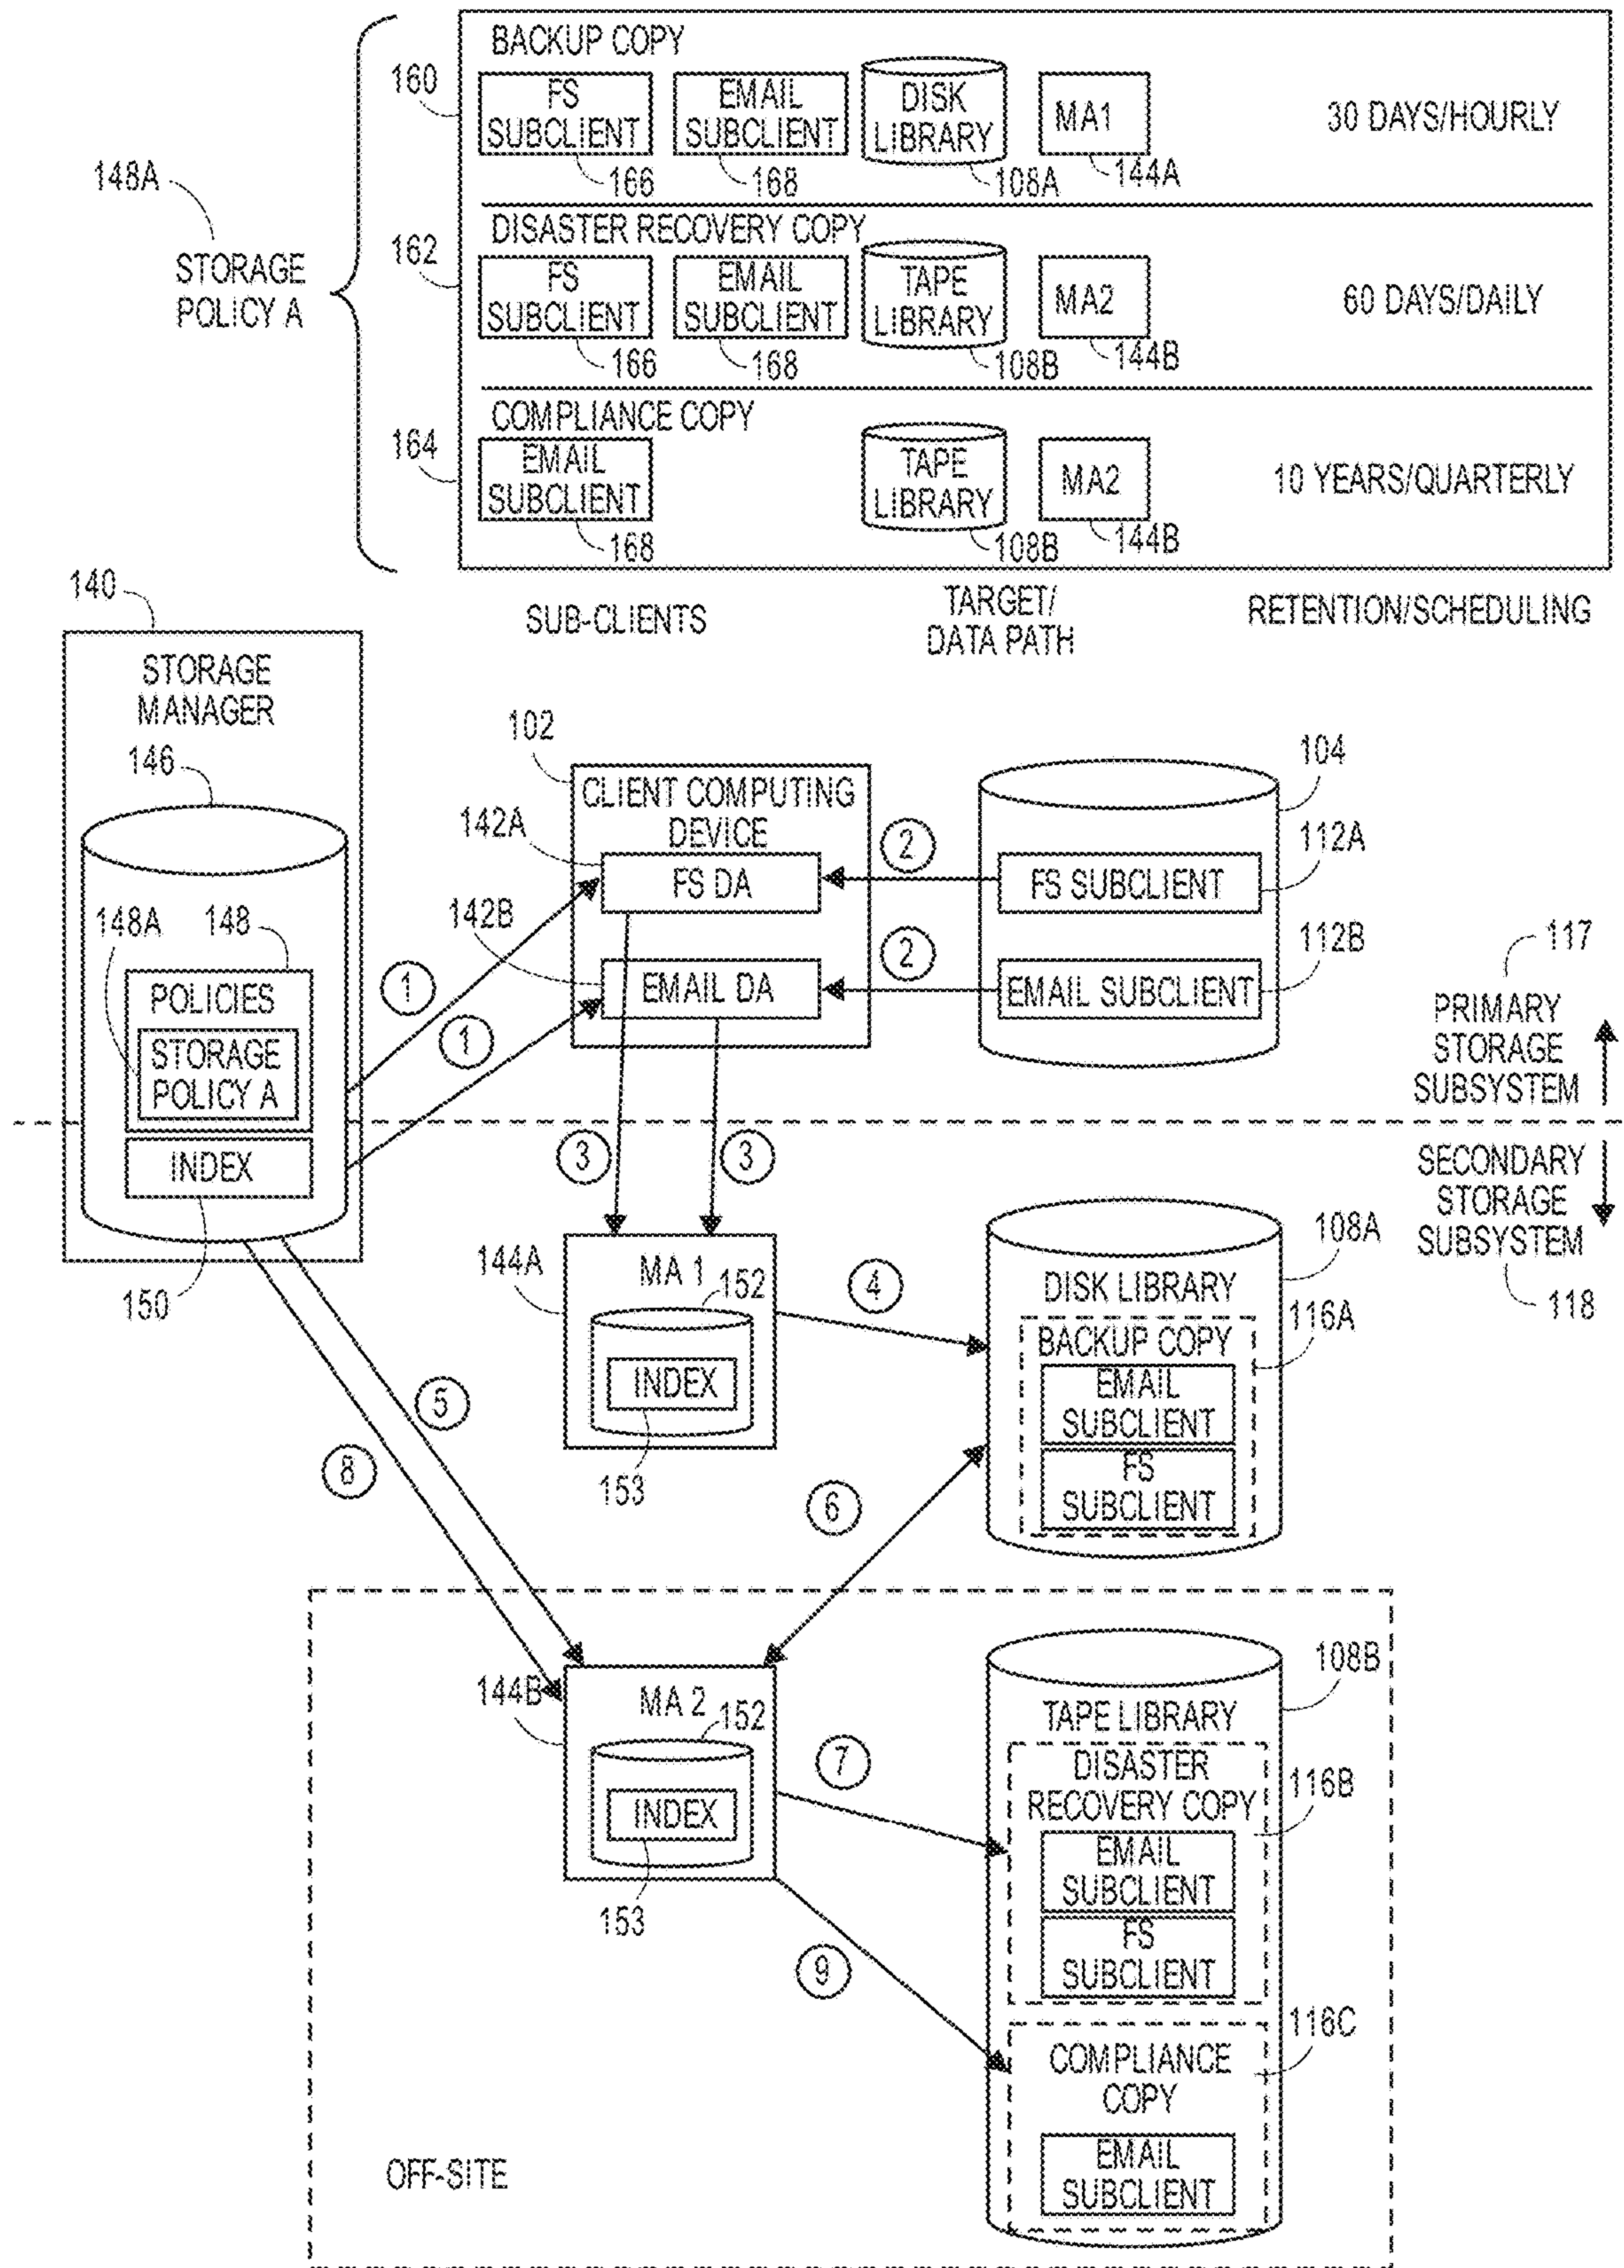 BACKUP COPY
160
FS
SUBCLIENT
166
EMAIL
SUBCLIENT
168
DISK
LIBRARY
108A
MA1
144A
30 DAYS/HOURLY
148A
STORAGE
POLICY A
DISASTER RECOVERY COPY
162
FS
SUBCLIENT
166
EMAIL
SUBCLIENT
168
TAPE
LIBRARY
108B
MA2
144B
60 DAYS/DAILY
COMPLIANCE COPY
164
EMAIL
SUBCLIENT
168
TAPE
LIBRARY
108B
MA2
144B
10 YEARS/QUARTERLY
SUB-CLIENTS
TARGET/
DATA PATH
RETENTION/SCHEDULING
140
STORAGE
MANAGER
146
148A
148
POLICIES
STORAGE
POLICY A
INDEX
150
102
CLIENT COMPUTING
DEVICE
142A
FS DA
142B
EMAIL DA
1
1
2
2
104
FS SUBCLIENT
112A
EMAIL SUBCLIENT
112B
117
PRIMARY
STORAGE
SUBSYSTEM
SECONDARY
STORAGE
SUBSYSTEM
118
3
3
144A
MA 1
152
INDEX
153
4
108A
DISK LIBRARY
116A
BACKUP COPY
EMAIL
SUBCLIENT
FS
SUBCLIENT
5
8
6
144B
MA 2
152
INDEX
153
7
9
108B
TAPE LIBRARY
DISASTER
RECOVERY COPY
116B
EMAIL
SUBCLIENT
FS
SUBCLIENT
116C
COMPLIANCE
COPY
EMAIL
SUBCLIENT
OFF-SITE